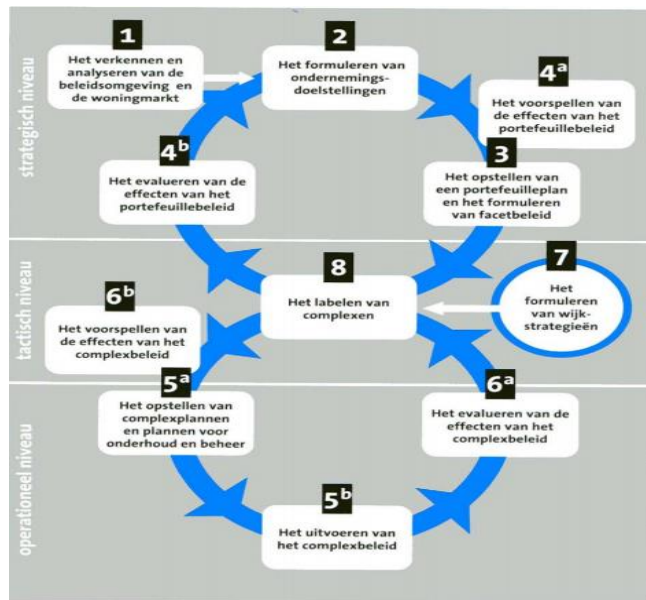 strategisch niveau
1
Het verkennen en
analyseren van de
beleidsomgeving en
de woningmarkt
2
Het formuleren van
ondernemings-
doelstellingen
4a
Het voorspellen van
de effecten van het
portefeuillebeleid
4b
Het evalueren van de
effecten van het
portefeuillebeleid
3
Het opstellen van
een portefeuilleplan
en het formuleren
van facetbeleid
tactisch niveau
8
Het labelen van
complexen
7
Het
formuleren
van wijk-
strategieën
6b
Het voorspellen van
de effecten van het
complexbeleid
operationeel niveau
5a
Het opstellen van
complexplannen
en plannen voor
onderhoud en beheer
6a
Het evalueren van de
effecten van het
complexbeleid
5b
Het uitvoeren van
het complexbeleid